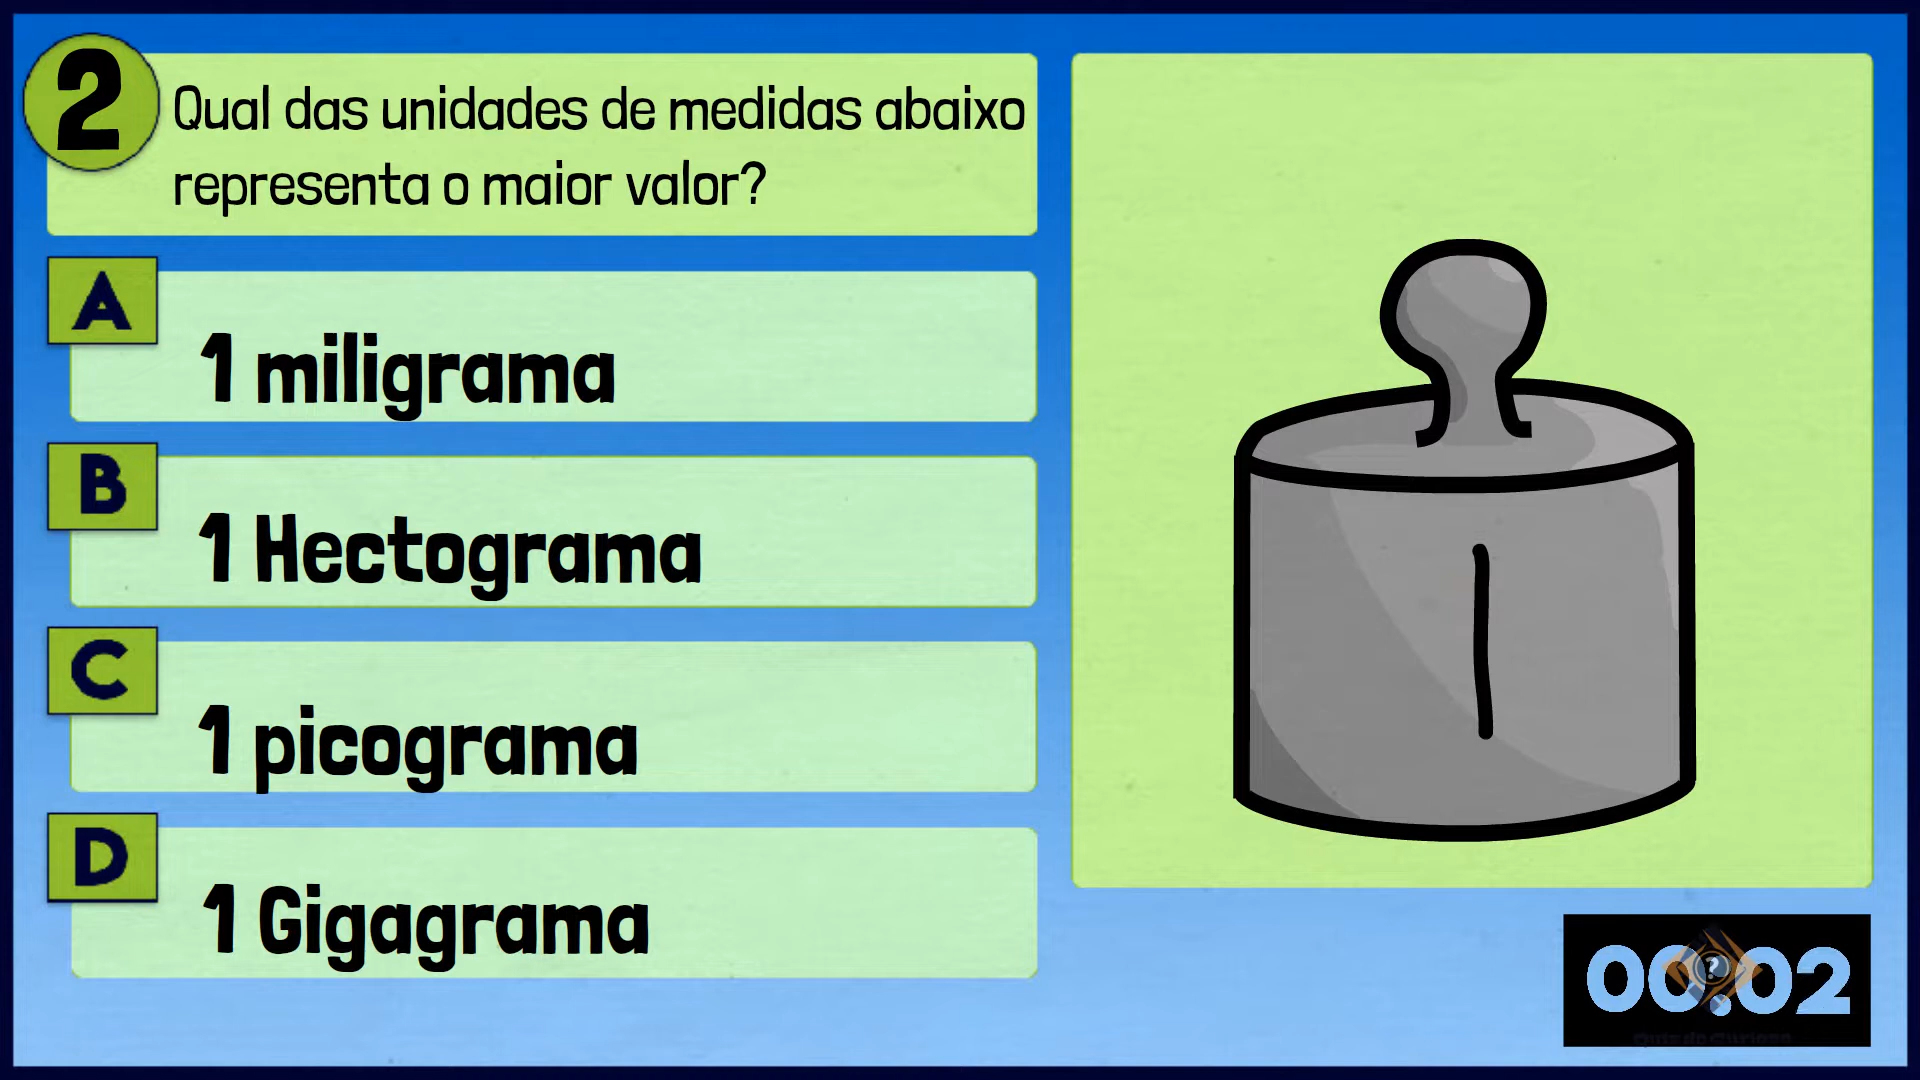 2
Qual das unidades de medidas abaixo
representa o maior valor?
A
1 miligrama
B
1 Hectograma
C
1 picograma
D
1 Gigagrama
1
00:02
?